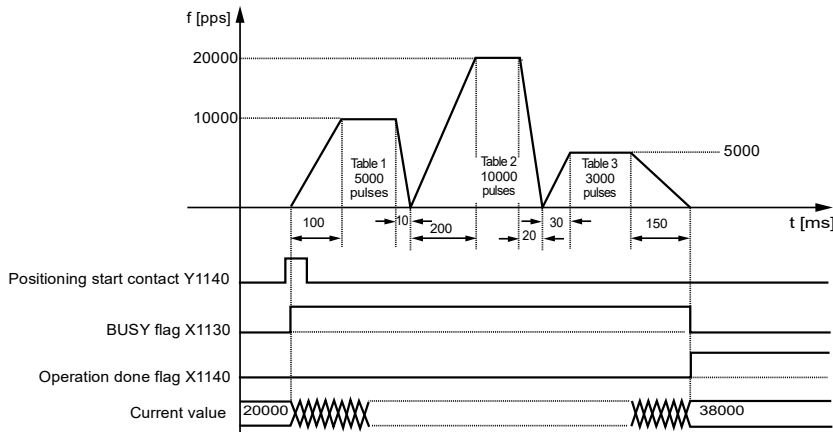 f [pps]
20000
10000
5000
Table 1
5000
pulses
Table 2
10000
pulses
Table 3
3000
pulses
t [ms]
100
10
200
20
30
150
Positioning start contact Y1140
BUSY flag X1130
Operation done flag X1140
Current value
20000
38000